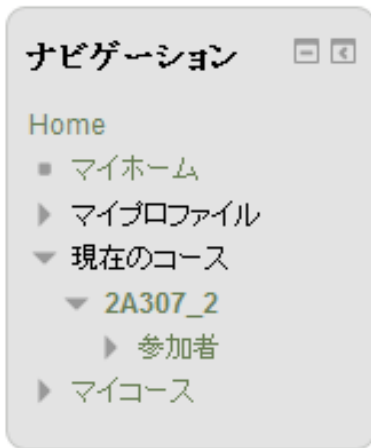 ナビゲーション
Home
マイホーム
マイプロファイル
現在のコース
2A307_2
参加者
マイコース